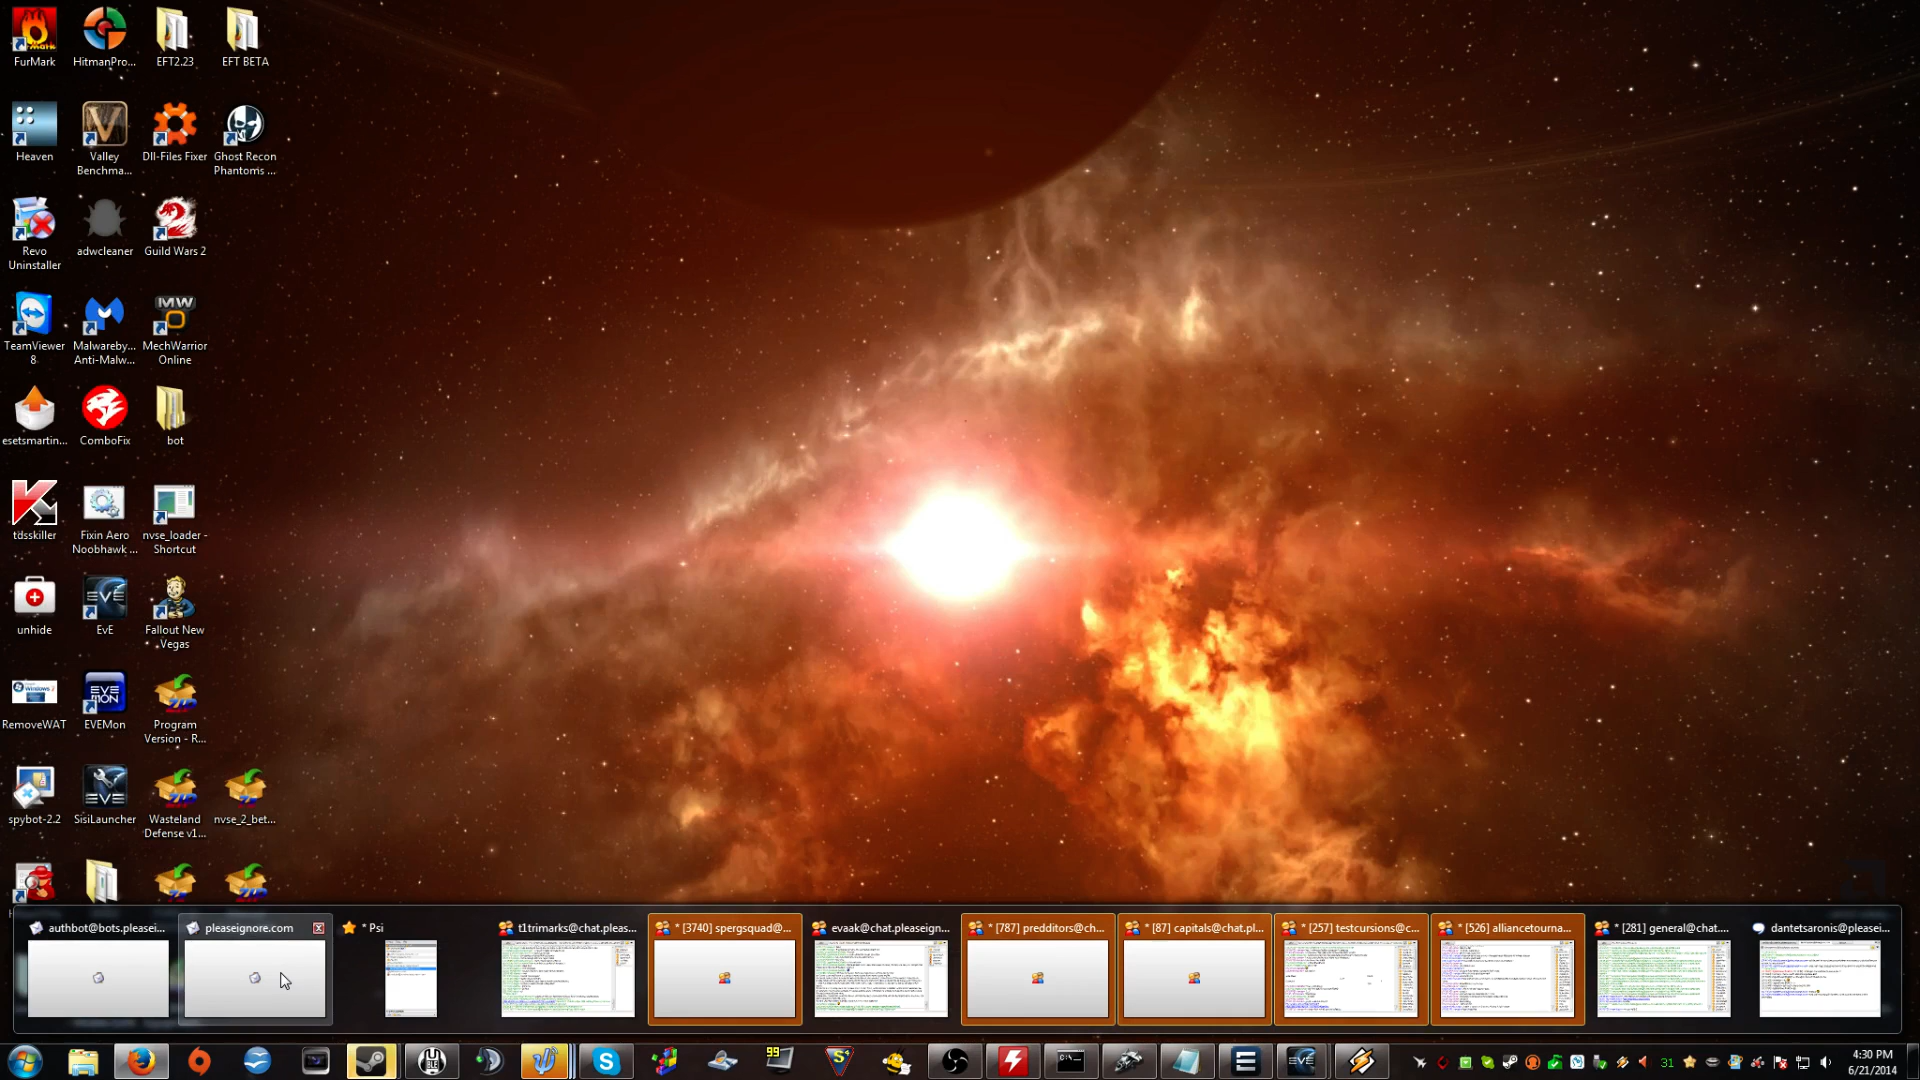 FurMark
HitmanPro...
EFT2.23
EFT BETA
Heaven
Valley
Benchma...
Dll-Files Fixer
Ghost Recon
Phantoms ...
Revo
Uninstaller
adwcleaner
Guild Wars 2
TeamViewer
8
Malwareby...
Anti-Malw...
MechWarrior
Online
esetsmartin...
ComboFix
bot
tdsskiller
Fixin Aero
Noobhawk ...
nvse_loader -
Shortcut
unhide
EvE
Fallout New
Vegas
RemoveWAT
EVEMon
Program
Version - R...
spybot-2.2
SisiLauncher
Wasteland
Defense v1...
nvse_2_bet...
authbot@bots.pleasei...
pleaseignore.com
* Psi
t1trimarks@chat.pleas...
* [3740] spergsquad@...
evaak@chat.pleaseign...
* [787] predditors@ch...
* [87] capitals@chat.pl...
* [257] testcursions@c...
* [526] alliancetourna...
* [281] general@chat....
dantetsaronis@pleasei...
99
31
4:30 PM
6/21/2014